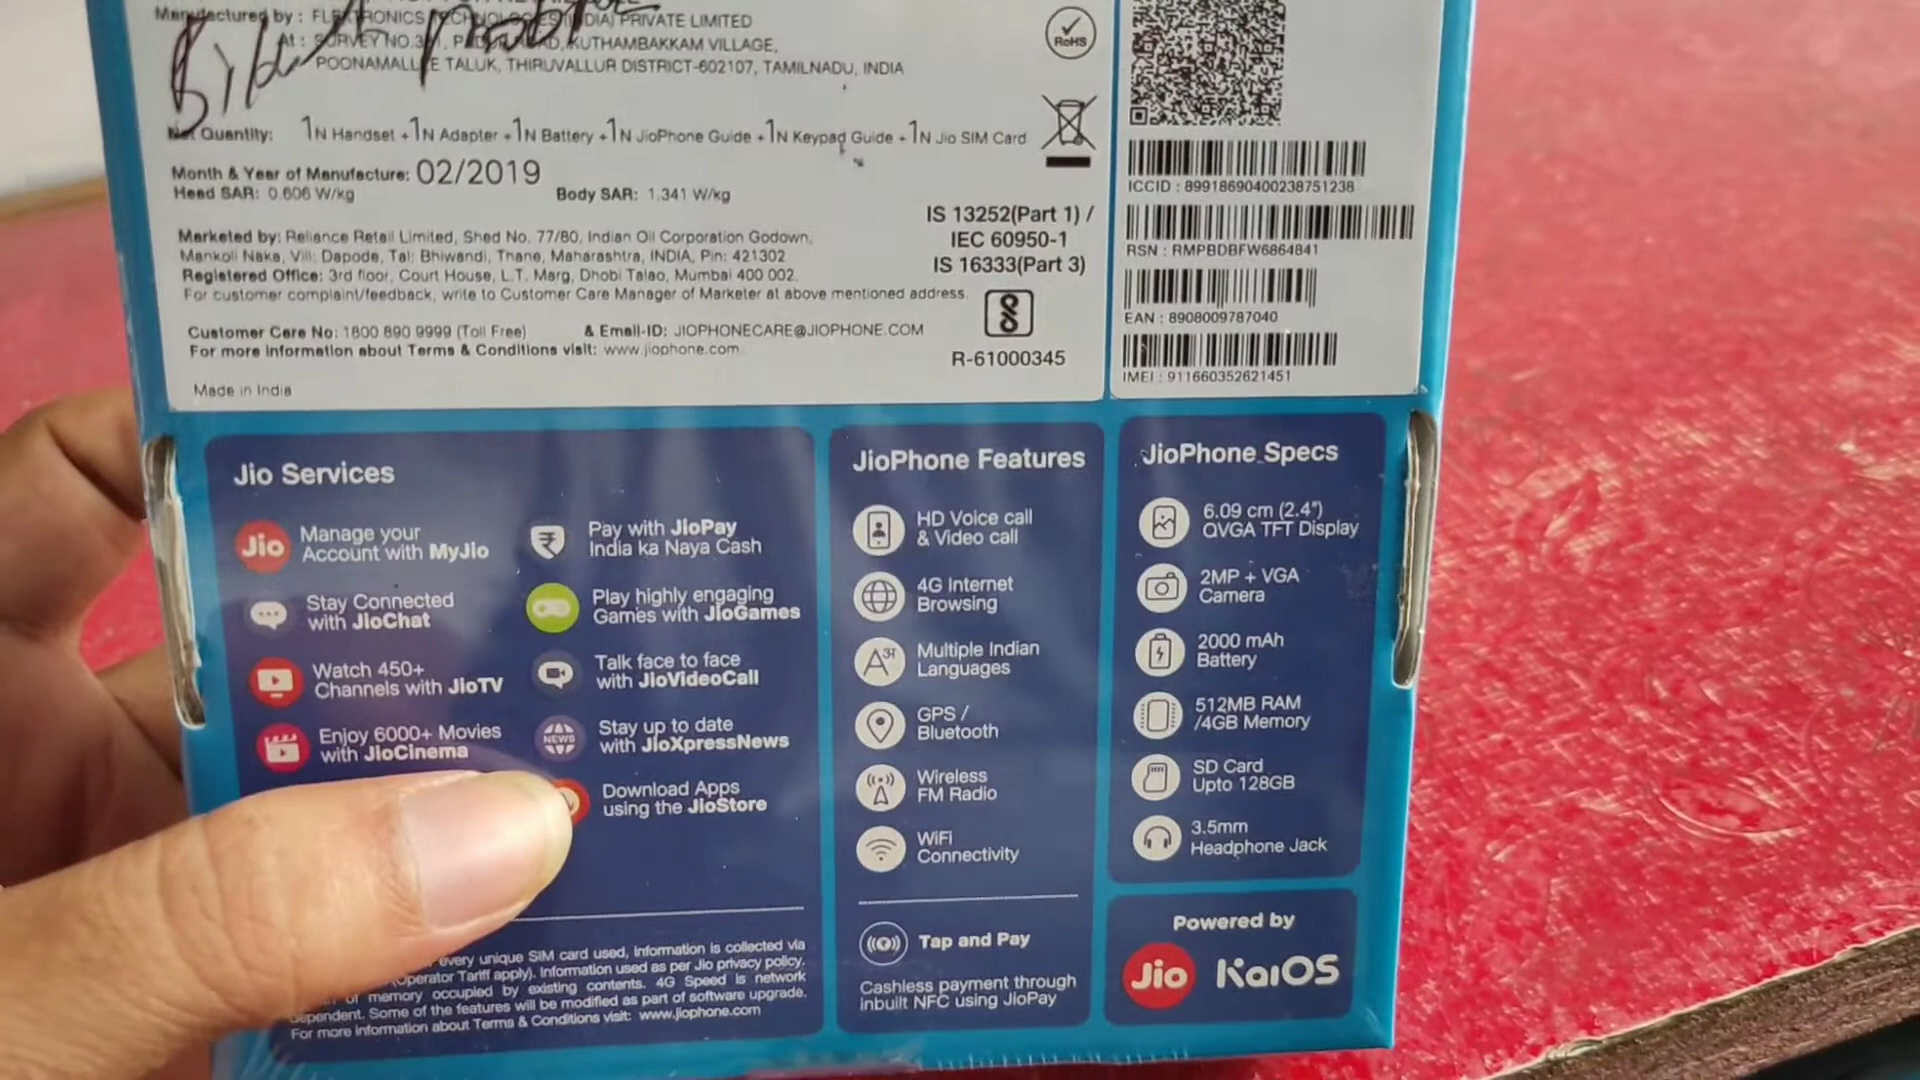 Manufactured by : FLEXTRONICS TECHNOLOGIES (INDIA) PRIVATE LIMITED
At : SURVEY NO.3 ROAD, KUTHAMBAKKAM VILLAGE,
POONAMALLEE TALUK, THIRUVALLUR DISTRICT-602107, TAMILNADU, INDIA
Net Quantity: 1N Handset +1N Adapter +1N Battery +1N JioPhone Guide +1N Keypad Guide +1N Jio SIM Card
Month & Year of Manufacture: 02/2019
Head SAR: 0.606 W/kg Body SAR: 1.341 W/kg
Marketed by: Reliance Retail Limited, Shed No. 77/80, Indian Oil Corporation Godown,
Mankoli Naka, Vill: Dapode, Tal: Bhiwandi, Thane, Maharashtra, INDIA, Pin: 421302
Registered Office: 3rd floor, Court House, L.T. Marg, Dhobi Talao, Mumbai 400 002.
For customer complaint/feedback, write to Customer Care Manager of Marketer at above mentioned address.
Customer Care No: 1800 890 9999 (Toll Free) & Email-ID: JIOPHONECARE@JIOPHONE.COM
For more information about Terms & Conditions visit: www.jiophone.com
Made in India
RoHS
IS 13252(Part 1) /
IEC 60950-1
IS 16333(Part 3)
R-61000345
ICCID : 89918690400238751238
RSN : RMPBDBFW6864841
EAN : 8908009787040
IMEI : 911660352621451
Jio Services
Jio
Manage your
Account with MyJio
Stay Connected
with JioChat
Watch 450+
Channels with JioTV
Enjoy 6000+ Movies
with JioCinema
Pay with JioPay
India ka Naya Cash
Play highly engaging
Games with JioGames
Talk face to face
with JioVideoCall
NEWS
Stay up to date
with JioXpressNews
Download Apps
using the JioStore
every unique SIM card used, information is collected via
Operator Tariff apply). Information used as per Jio privacy policy.
of memory occupied by existing contents. 4G Speed is network
dependent. Some of the features will be modified as part of software upgrade.
For more information about Terms & Conditions visit: www.jiophone.com
JioPhone Features
HD Voice call
& Video call
4G Internet
Browsing
A अ
Multiple Indian
Languages
GPS /
Bluetooth
Wireless
FM Radio
WiFi
Connectivity
Tap and Pay
Cashless payment through
inbuilt NFC using JioPay
JioPhone Specs
6.09 cm (2.4")
QVGA TFT Display
2MP + VGA
Camera
2000 mAh
Battery
512MB RAM
/4GB Memory
SD Card
Upto 128GB
3.5mm
Headphone Jack
Powered by
Jio KaiOS